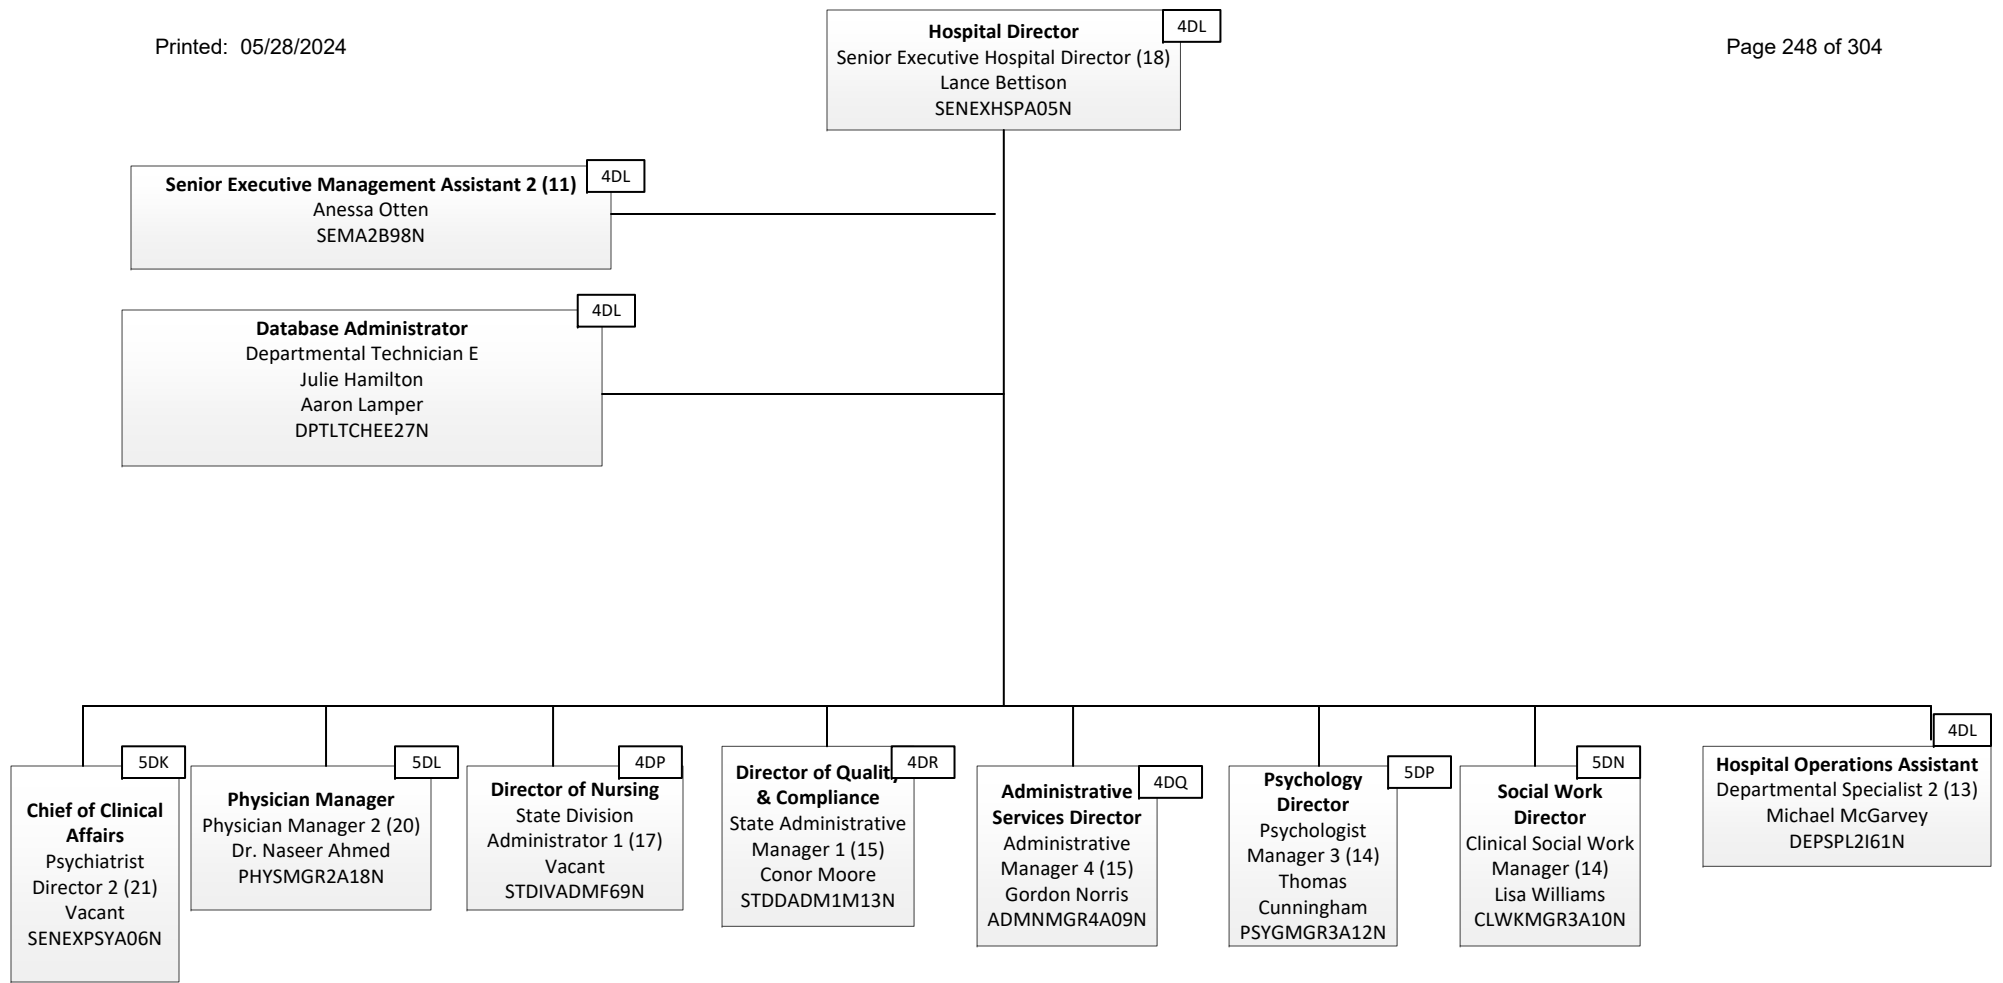 Printed:  05/28/2024
Page 248 of 304
4DL
Hospital Director
Senior Executive Hospital Director (18)
Lance Bettison
SENEXHSPA05N
4DL
Senior Executive Management Assistant 2 (11)
Anessa Otten
SEMA2B98N
4DL
Database Administrator
Departmental Technician E
Julie Hamilton
Aaron Lamper
DPTLTCHEE27N
5DK
Chief of Clinical
Affairs
Psychiatrist
Director 2 (21)
Vacant
SENEXPSYA06N
5DL
Physician Manager
Physician Manager 2 (20)
Dr. Naseer Ahmed
PHYSMGR2A18N
4DP
Director of Nursing
State Division
Administrator 1 (17)
Vacant
STDIVADMF69N
4DR
Director of Quality
& Compliance
State Administrative
Manager 1 (15)
Conor Moore
STDDADM1M13N
4DQ
Administrative
Services Director
Administrative
Manager 4 (15)
Gordon Norris
ADMNMGR4A09N
5DP
Psychology
Director
Psychologist
Manager 3 (14)
Thomas
Cunningham
PSYGMGR3A12N
5DN
Social Work
Director
Clinical Social Work
Manager (14)
Lisa Williams
CLWKMGR3A10N
4DL
Hospital Operations Assistant
Departmental Specialist 2 (13)
Michael McGarvey
DEPSPL2I61N